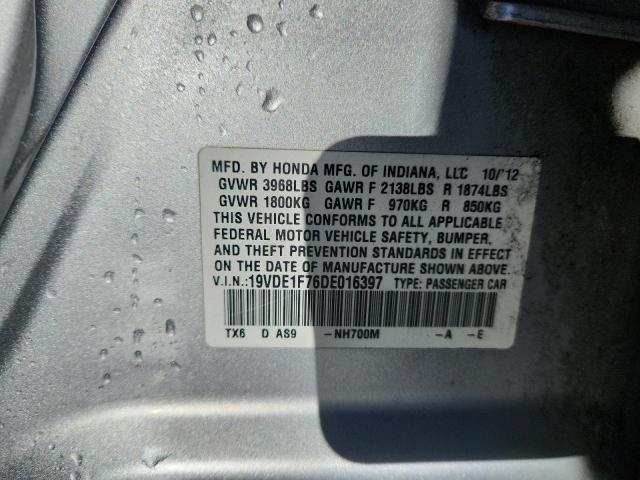 MFD. BY HONDA MFG. OF INDIANA, LLC 10/'12
GVWR 3968LBS GAWR F 2138LBS R 1874LBS
GVWR 1800KG GAWR F 970KG R 850KG
THIS VEHICLE CONFORMS TO ALL APPLICABLE
FEDERAL MOTOR VEHICLE SAFETY, BUMPER,
AND THEFT PREVENTION STANDARDS IN EFFECT
ON THE DATE OF MANUFACTURE SHOWN ABOVE.
V.I.N.:19VDE1F76DE016397 TYPE: PASSENGER CAR
TX6 D AS9 -NH700M -A -E